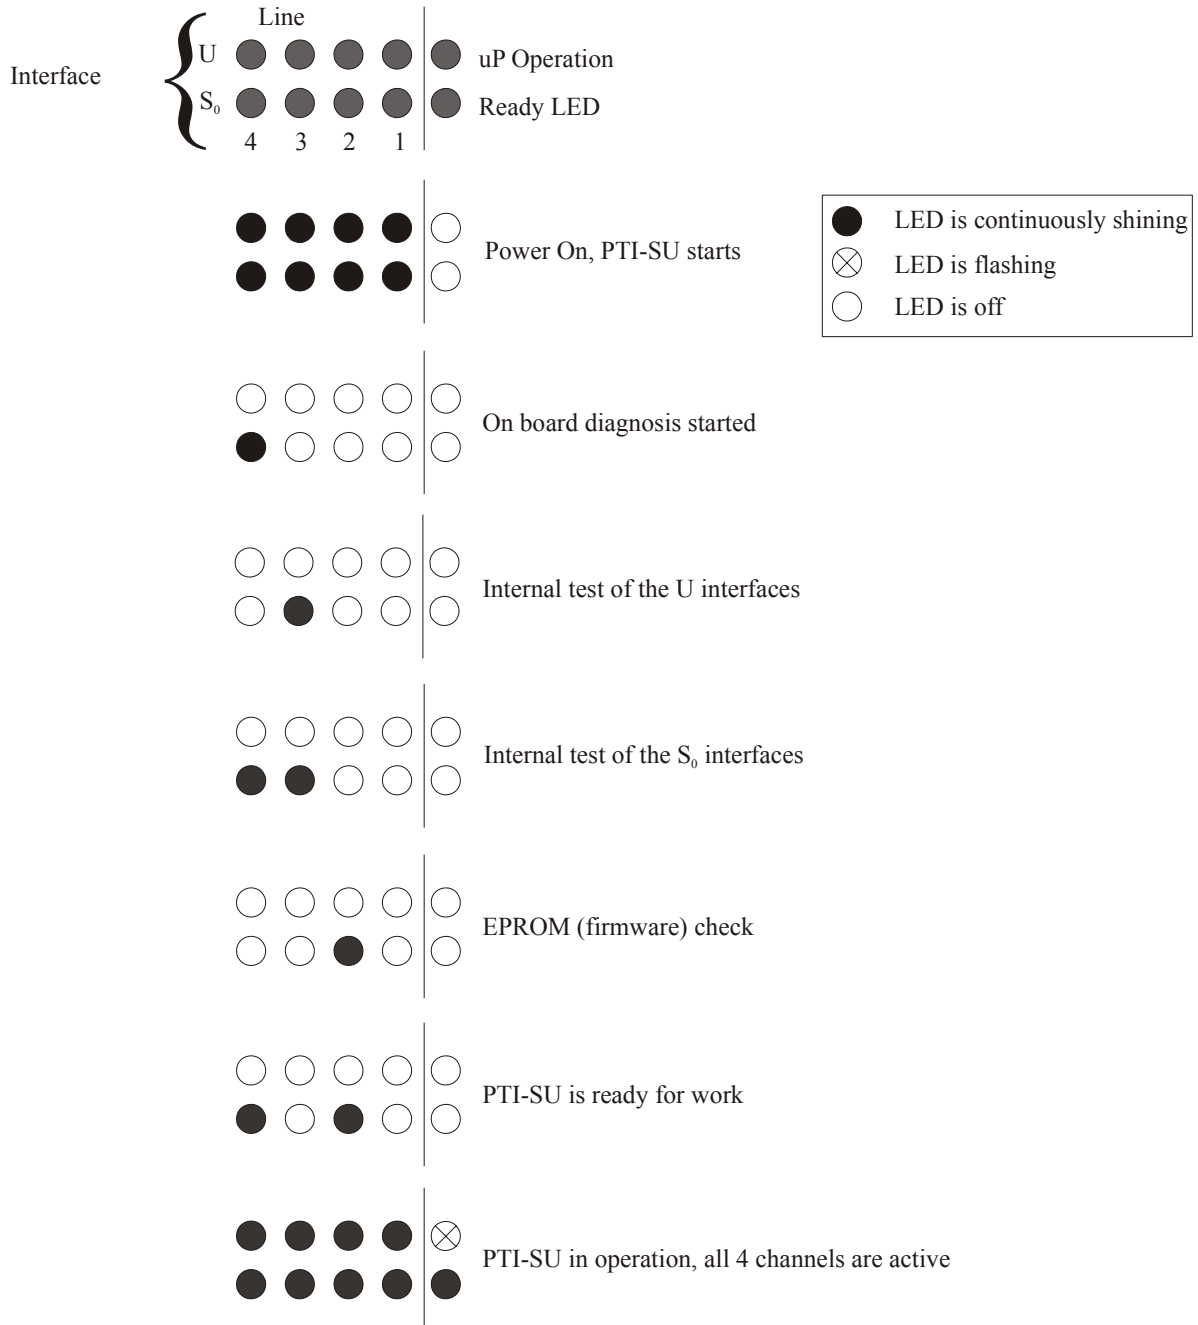 Line
U
uP Operation
Interface
S₀
Ready LED
4 3 2 1
Power On, PTI-SU starts
LED is continuously shining
LED is flashing
LED is off
On board diagnosis started
Internal test of the U interfaces
Internal test of the S₀ interfaces
EPROM (firmware) check
PTI-SU is ready for work
PTI-SU in operation, all 4 channels are active